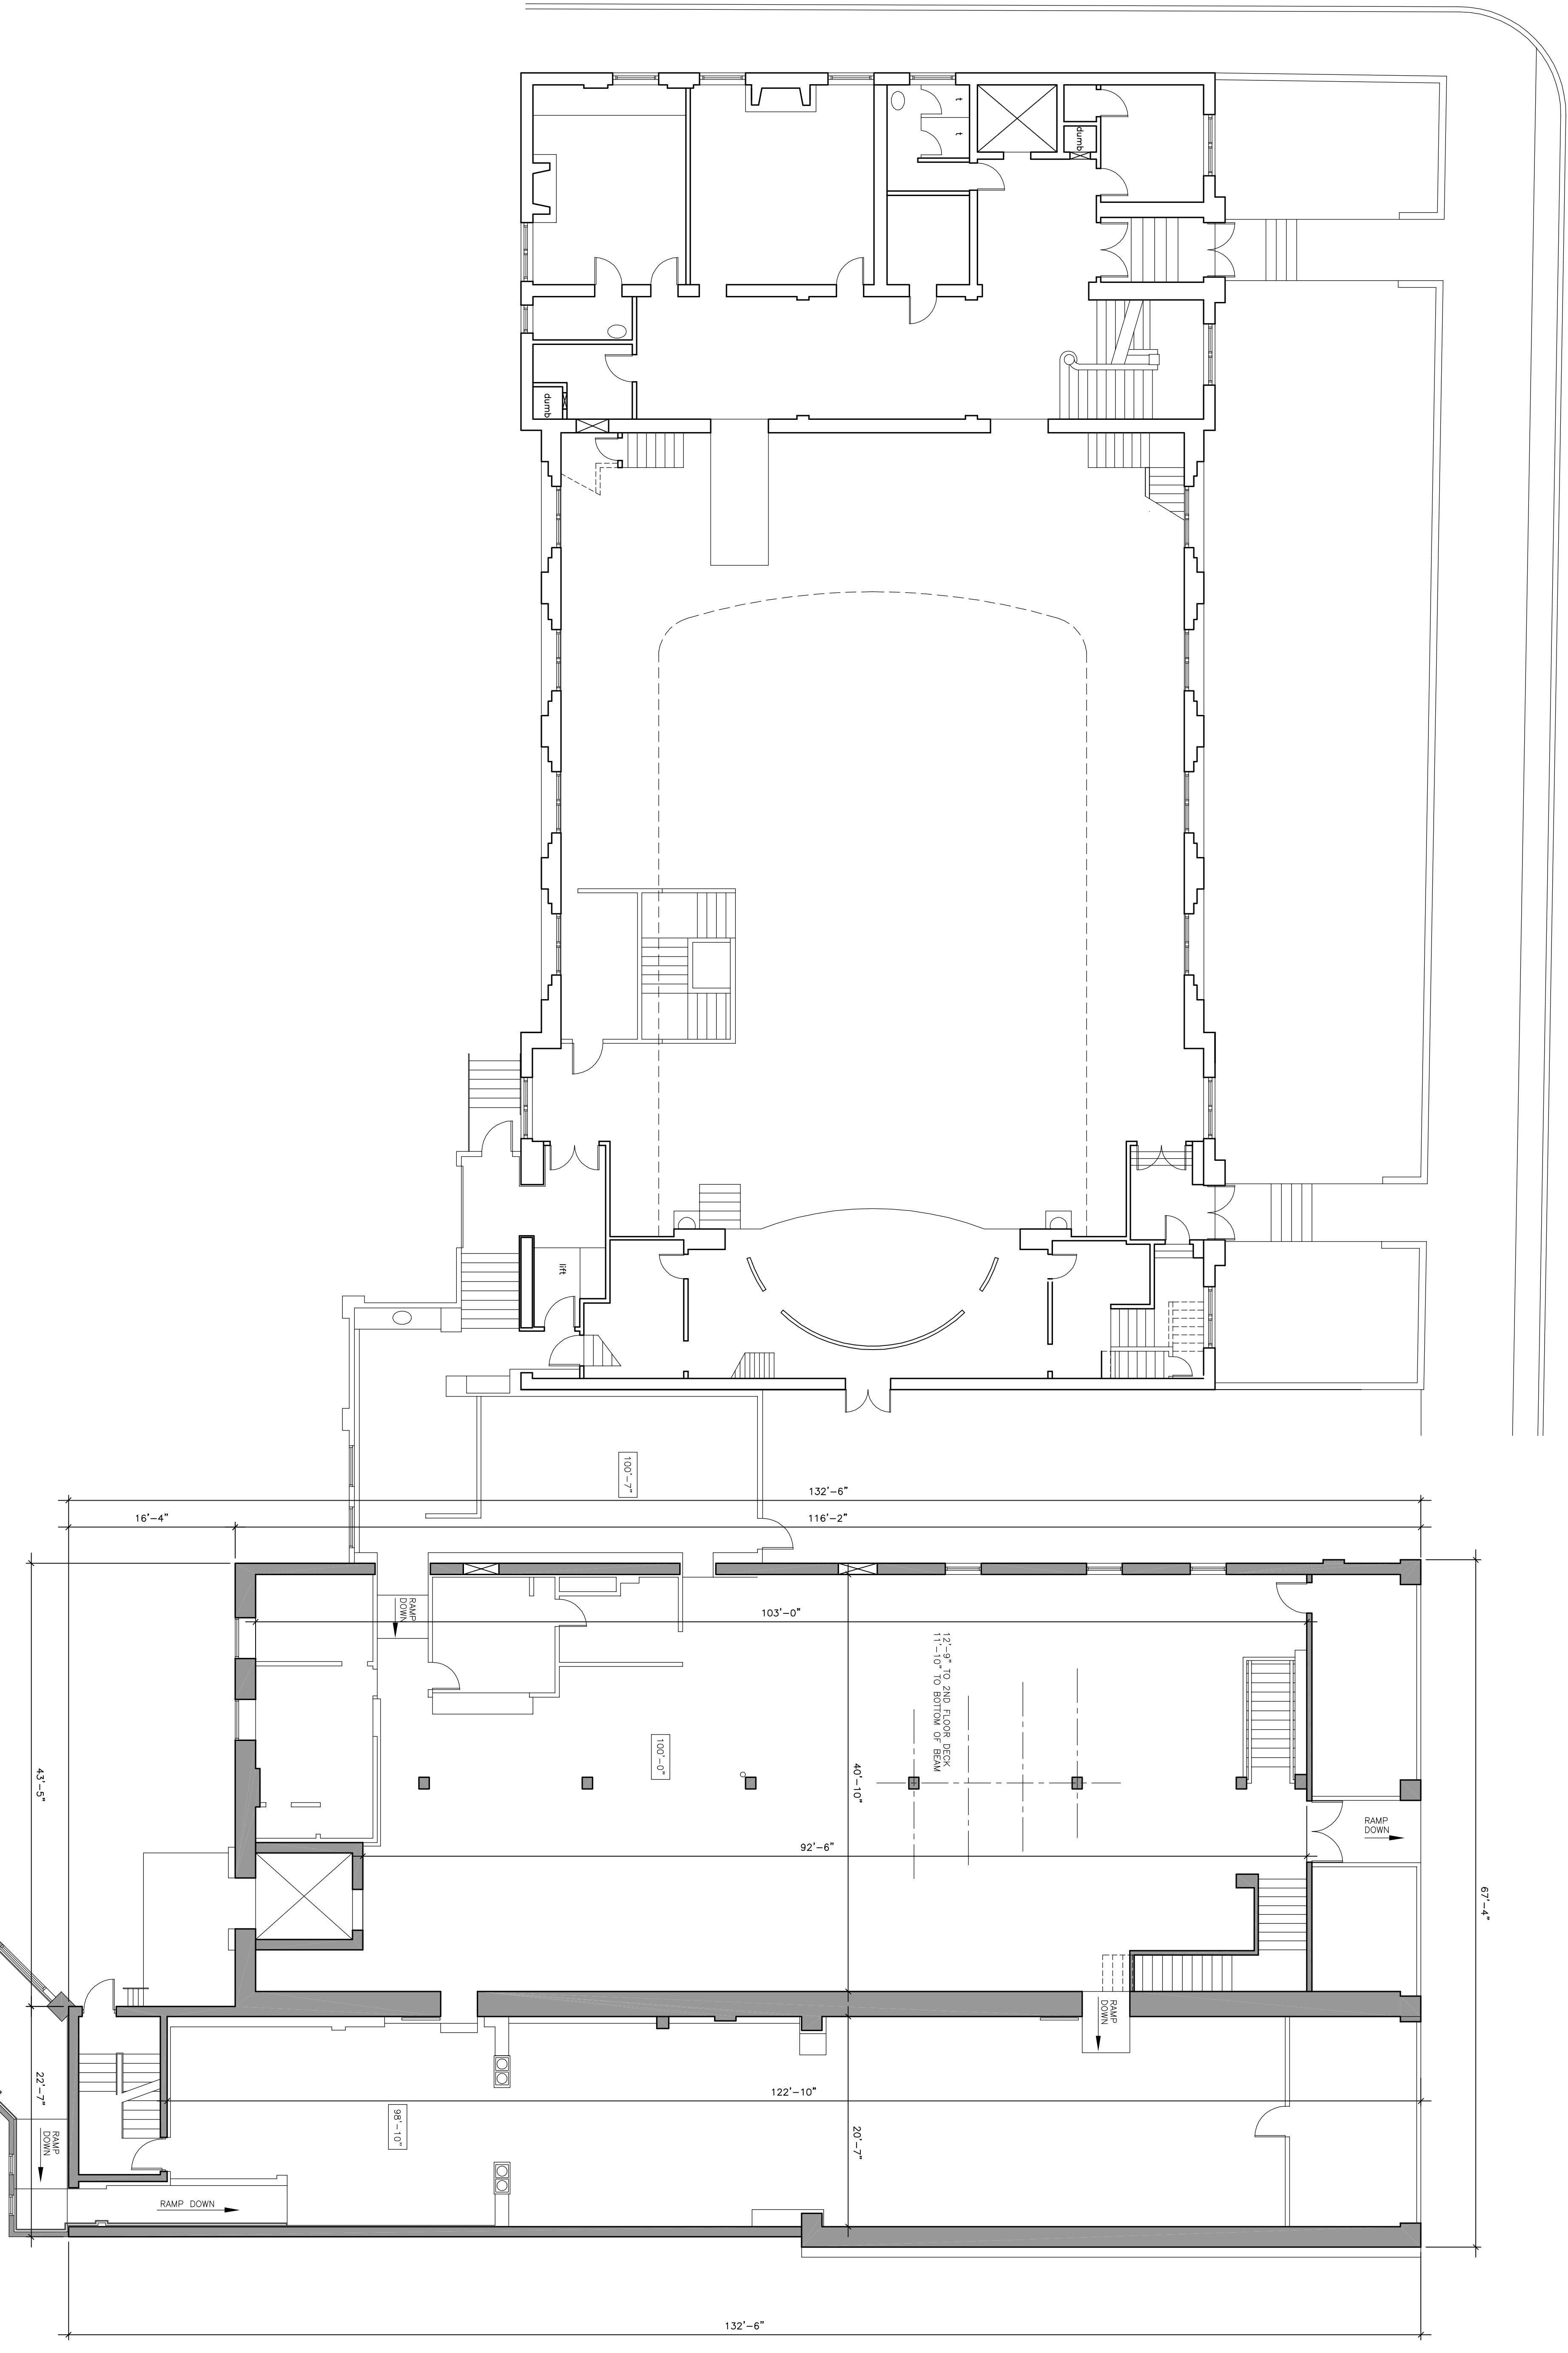 t
t
dumb
dumb
lift
100'-7"
132'-6"
16'-4"
116'-2"
RAMP
DOWN
103'-0"
12'-9" TO 2ND FLOOR DECK
11'-10" TO BOTTOM OF BEAM
100'-0"
40'-10"
43'-5"
RAMP
DOWN
92'-6"
67'-4"
RAMP
DOWN
22'-7"
122'-10"
98'-10"
20'-7"
RAMP
DOWN
RAMP DOWN
132'-6"